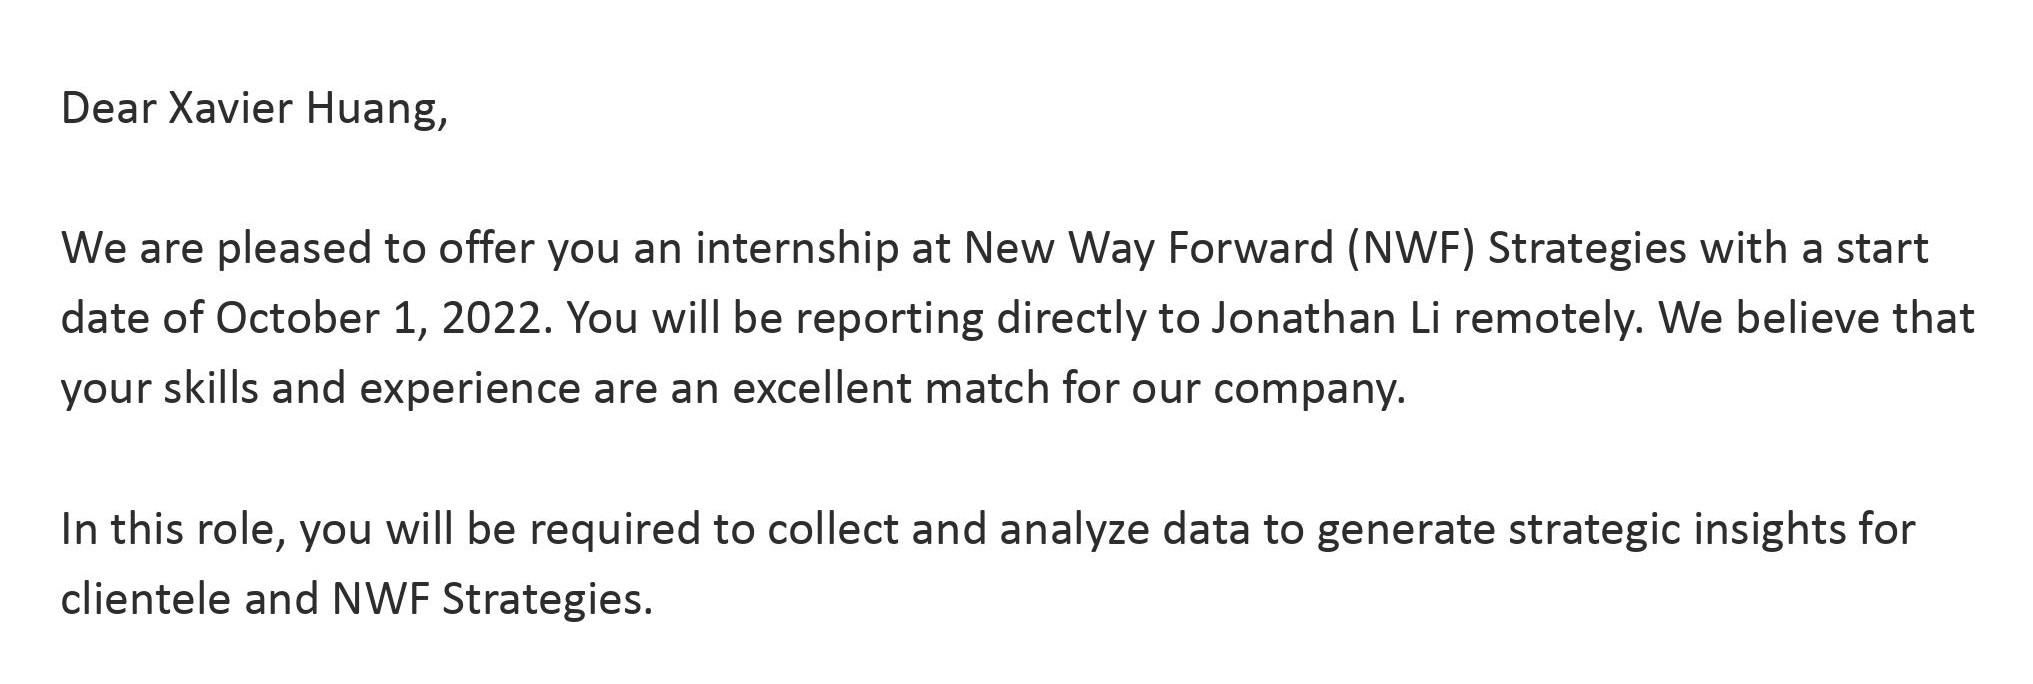 Dear Xavier Huang,
We are pleased to offer you an internship at New Way Forward (NWF) Strategies with a start
date of October 1, 2022. You will be reporting directly to Jonathan Li remotely. We believe that
your skills and experience are an excellent match for our company.
In this role, you will be required to collect and analyze data to generate strategic insights for
clientele and NWF Strategies.